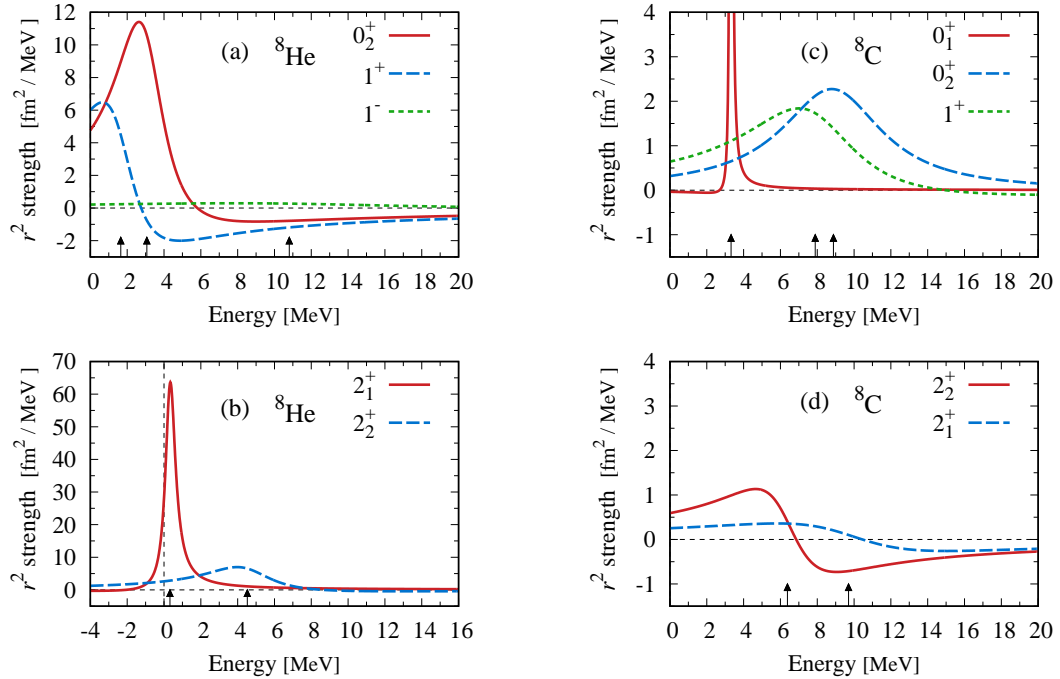 (a) ⁸He
0₂⁺
1⁺
1⁻
r² strength [fm² / MeV]
12
10
8
6
4
2
0
-2
0 2 4 6 8 10 12 14 16 18 20
Energy [MeV]
(c) ⁸C
0₁⁺
0₂⁺
1⁺
r² strength [fm² / MeV]
4
3
2
1
0
-1
0 2 4 6 8 10 12 14 16 18 20
Energy [MeV]
(b) ⁸He
2₁⁺
2₂⁺
r² strength [fm² / MeV]
70
60
50
40
30
20
10
0
-4 -2 0 2 4 6 8 10 12 14 16
Energy [MeV]
(d) ⁸C
2₂⁺
2₁⁺
r² strength [fm² / MeV]
4
3
2
1
0
-1
0 2 4 6 8 10 12 14 16 18 20
Energy [MeV]